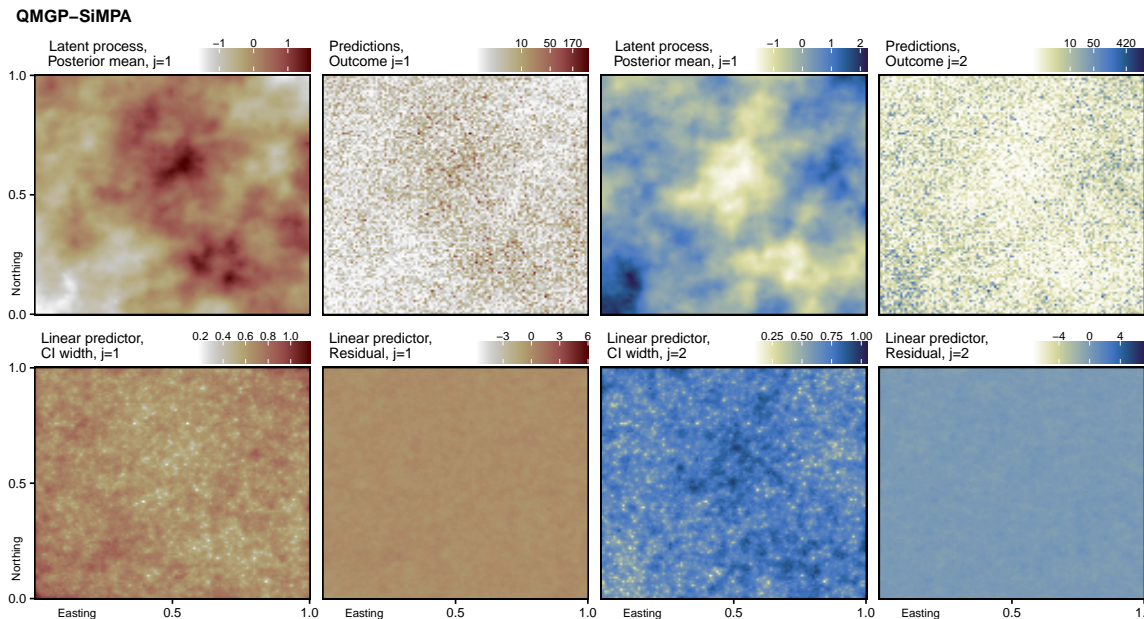 QMGP−SiMPA
Latent process,
Posterior mean, j=1
−1 0 1
Predictions,
Outcome j=1
10 50 170
Latent process,
Posterior mean, j=1
−1 0 1 2
Predictions,
Outcome j=2
10 50 420
1.0
0.5
0.0
Northing
Linear predictor,
CI width, j=1
0.2 0.4 0.6 0.8 1.0
Linear predictor,
Residual, j=1
−3 0 3 6
Linear predictor,
CI width, j=2
0.25 0.50 0.75 1.00
Linear predictor,
Residual, j=2
−4 0 4
1.0
0.5
0.0
Northing
Easting 0.5 1.0
Easting 0.5 1.0
Easting 0.5 1.0
Easting 0.5